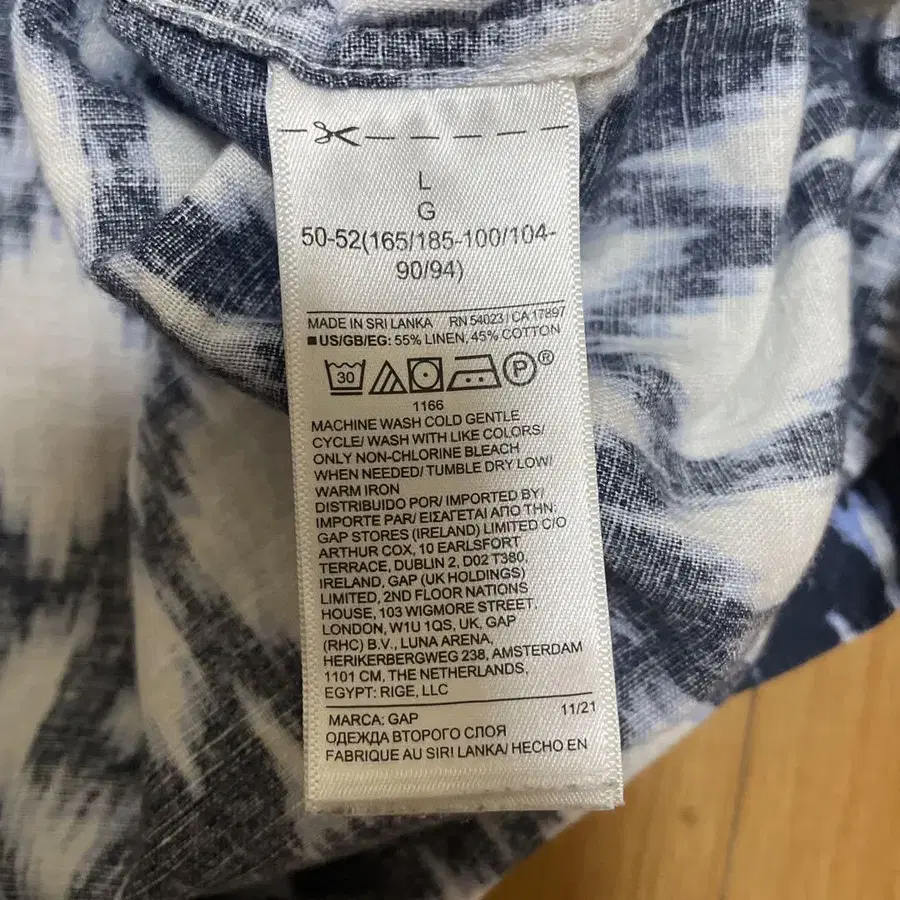 L
G
50-52(165/185-100/104-
90/94)
MADE IN SRI LANKA RN 54023 / CA 17897
■ US/GB/EG: 55% LINEN, 45% COTTON
30 P ®
1166
MACHINE WASH COLD GENTLE
CYCLE/ WASH WITH LIKE COLORS/
ONLY NON-CHLORINE BLEACH
WHEN NEEDED/ TUMBLE DRY LOW/
WARM IRON
DISTRIBUIDO POR/ IMPORTED BY/
IMPORTE PAR/ ΕΙΣΑΓΕΤΑΙ ΑΠΟ ΤΗΝ:
GAP STORES (IRELAND) LIMITED C/O
ARTHUR COX, 10 EARLSFORT
TERRACE, DUBLIN 2, D02 T380,
IRELAND, GAP (UK HOLDINGS)
LIMITED, 2ND FLOOR NATIONS
HOUSE, 103 WIGMORE STREET,
LONDON, W1U 1QS, UK, GAP
(RHC) B.V., LUNA ARENA,
HERIKERBERGWEG 238, AMSTERDAM
1101 CM, THE NETHERLANDS,
EGYPT: RIGE, LLC
MARCA: GAP 11/21
ОДЕЖДА ВТОРОГО СЛОЯ
FABRIQUE AU SIRI LANKA/ HECHO EN